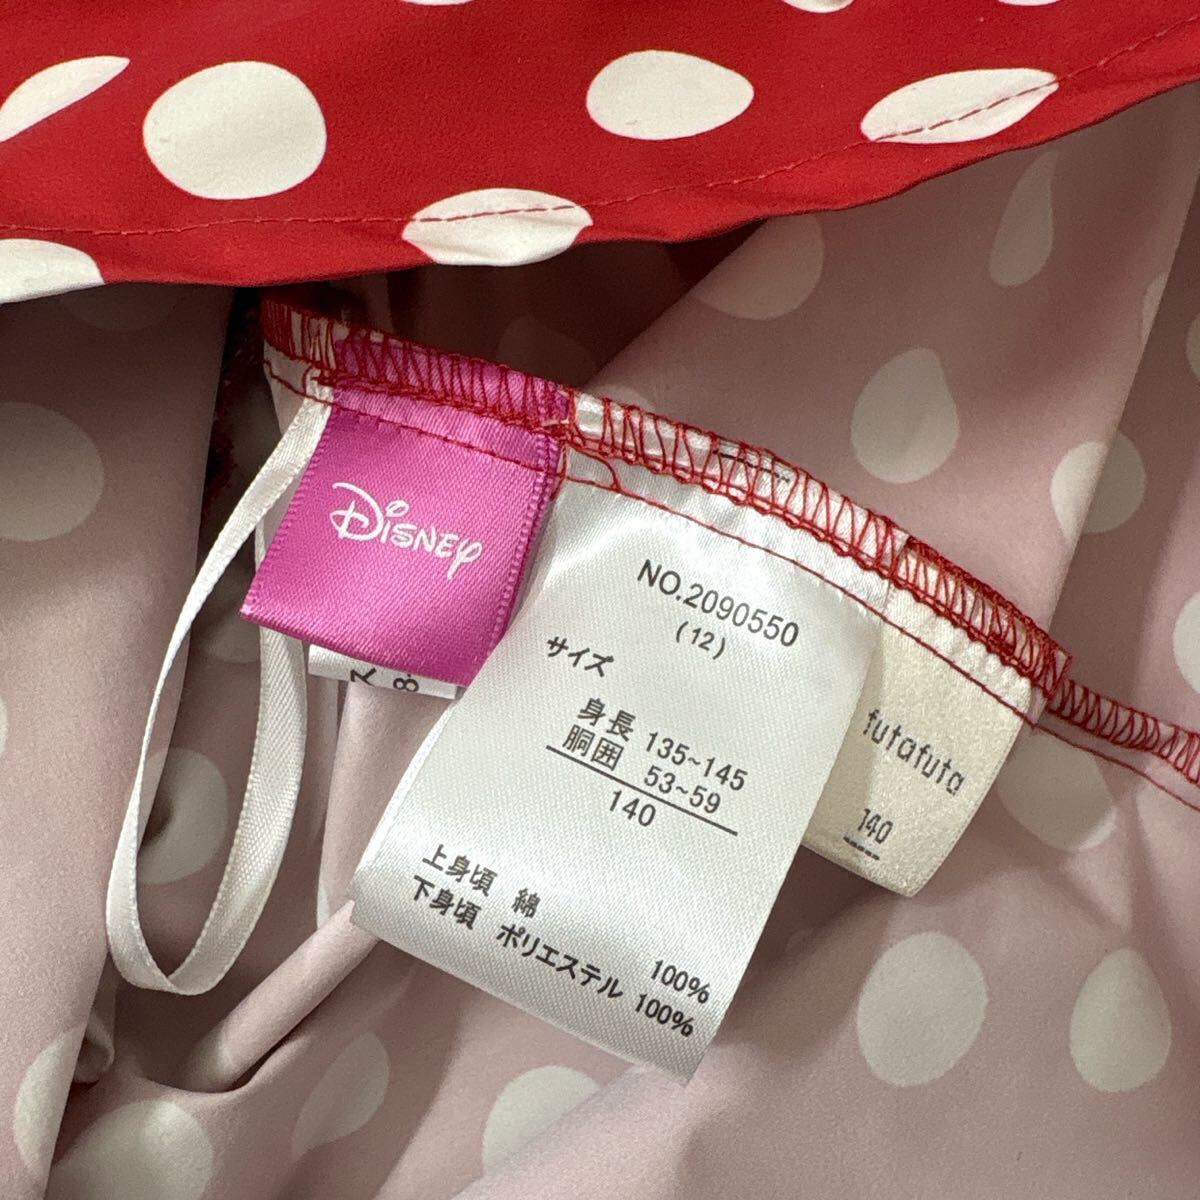 Disney
NO.2090550
(12)
サイズ
身長 135~145
胴囲 53~59
140
上身頃 綿 100%
下身頃 ポリエステル 100%
futafuta
140